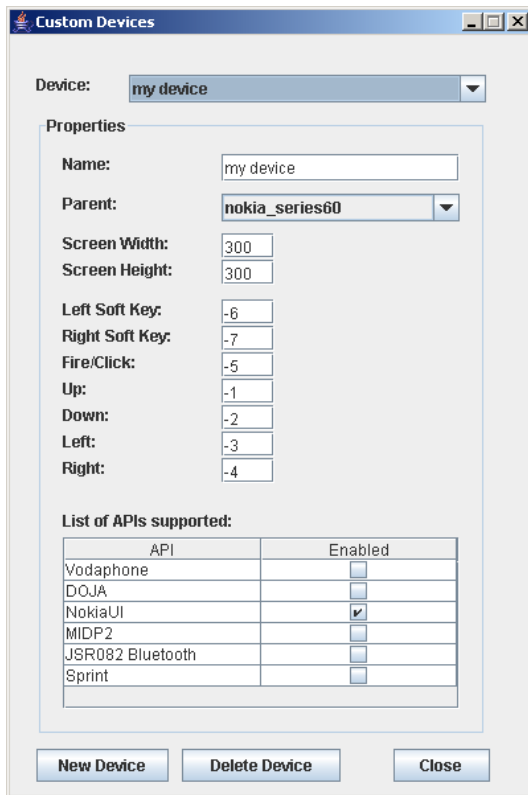 Custom Devices
Device: my device
Properties
Name: my device
Parent: nokia_series60
Screen Width: 300
Screen Height: 300
Left Soft Key: -6
Right Soft Key: -7
Fire/Click: -5
Up: -1
Down: -2
Left: -3
Right: -4
List of APIs supported:
API Enabled
Vodaphone
DOJA
NokiaUI
MIDP2
JSR082 Bluetooth
Sprint
New Device Delete Device Close